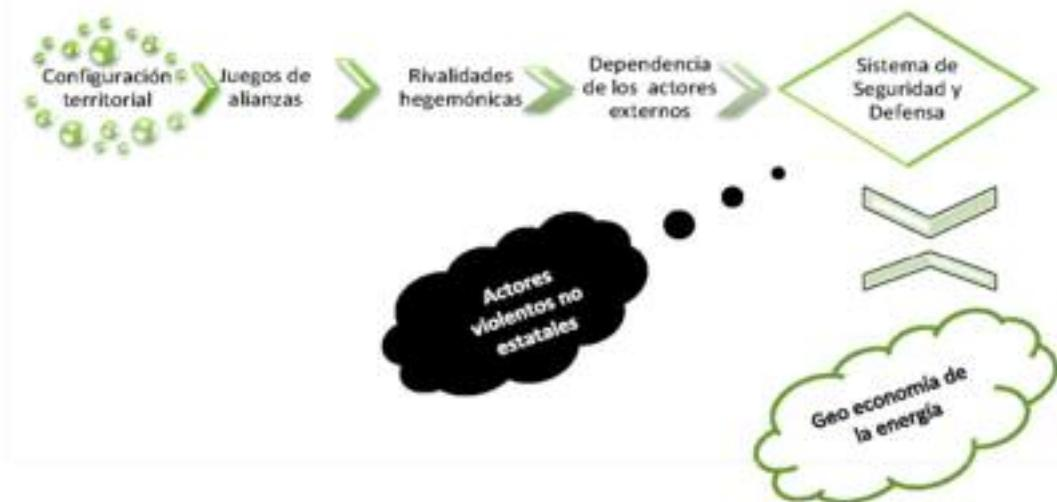 Configuración
territorial
Juegos de
alianzas
Rivalidades
hegemónicas
Dependencia
de los actores
externos
Sistema de
Seguridad y
Defensa
Actores
violentos no
estatales
Geo economía de
la energía